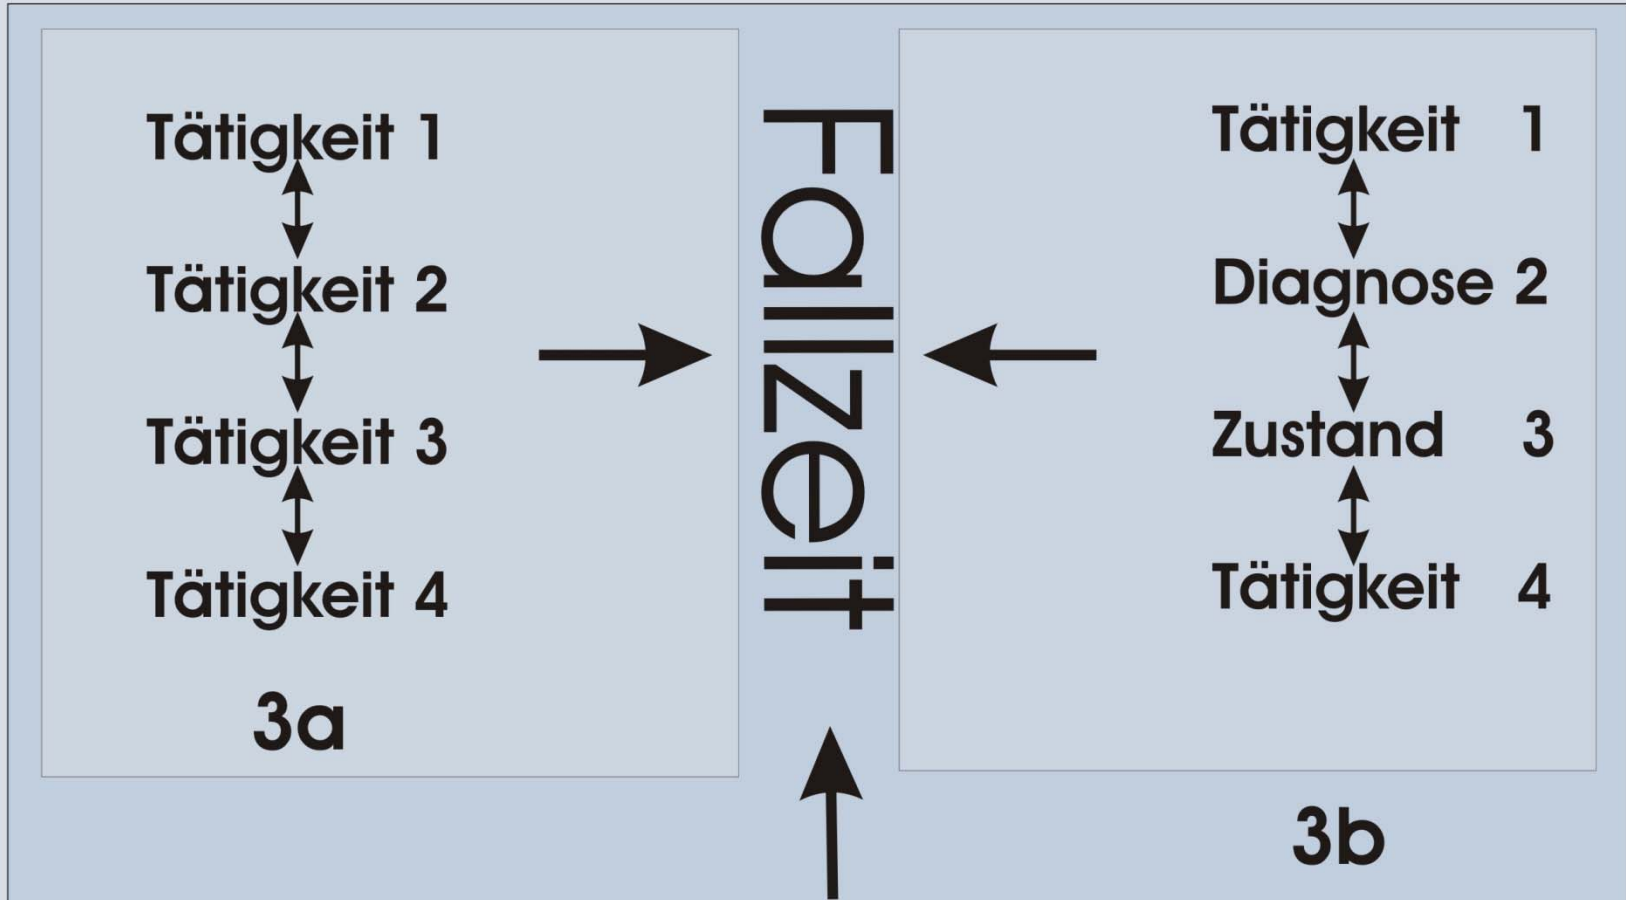 Tätigkeit 1
Tätigkeit 2
Tätigkeit 3
Tätigkeit 4
3a
Fallzeit
Tätigkeit 1
Diagnose 2
Zustand 3
Tätigkeit 4
3b